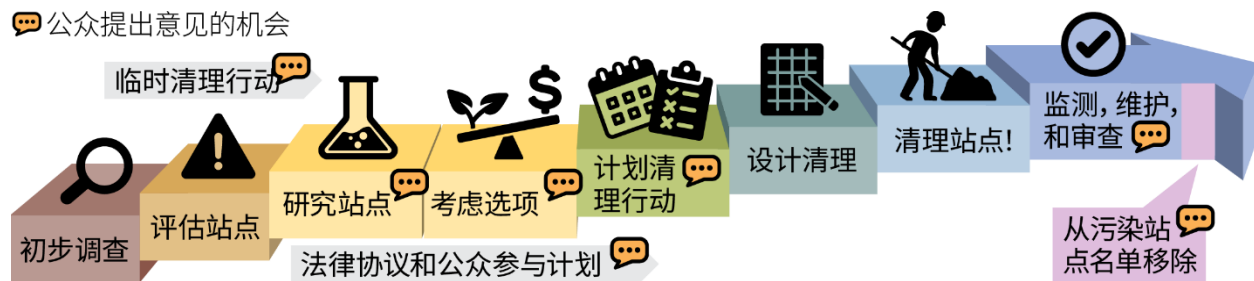 公众提出意见的机会
临时清理行动
初步调查
评估站点
研究站点
考虑选项
法律协议和公众参与计划
计划清
理行动
设计清理
清理站点!
监测, 维护,
和审查
从污染站
点名单移除